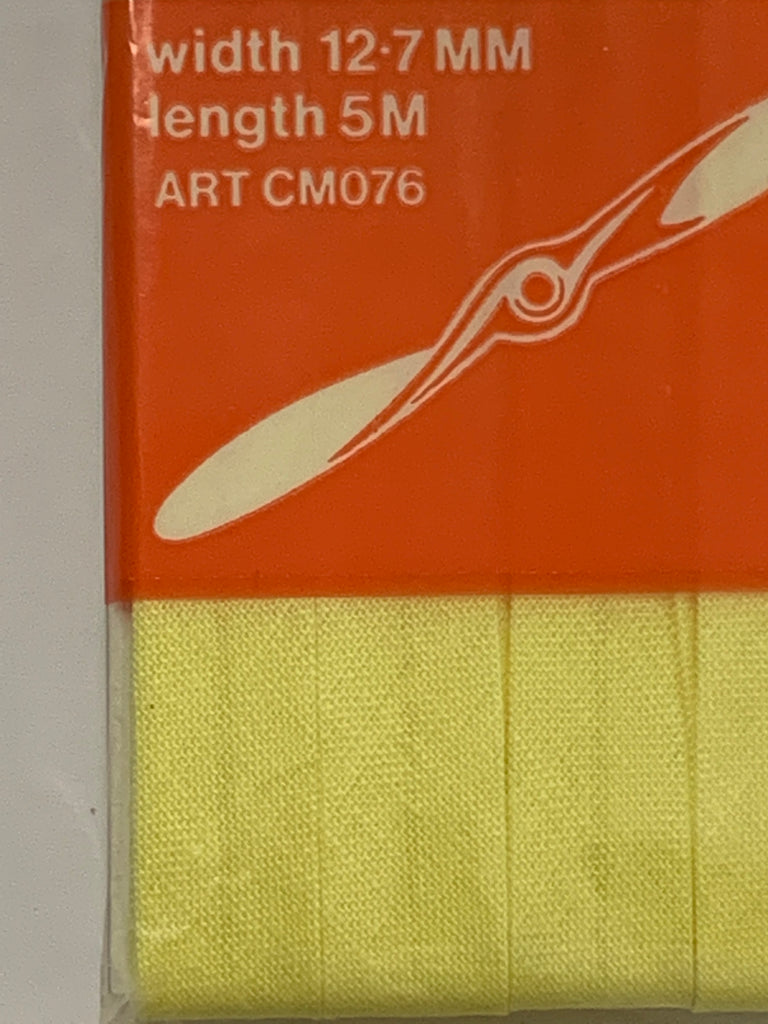 width 12·7 MM
length 5M
ART CM076